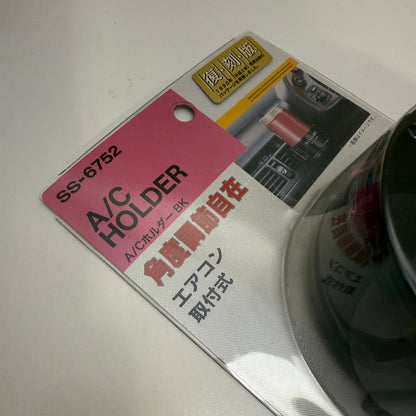 SS-6752
A/C
HOLDER
A/Cホルダー BK
角度調節自在
エアコン
取付式
復刻版